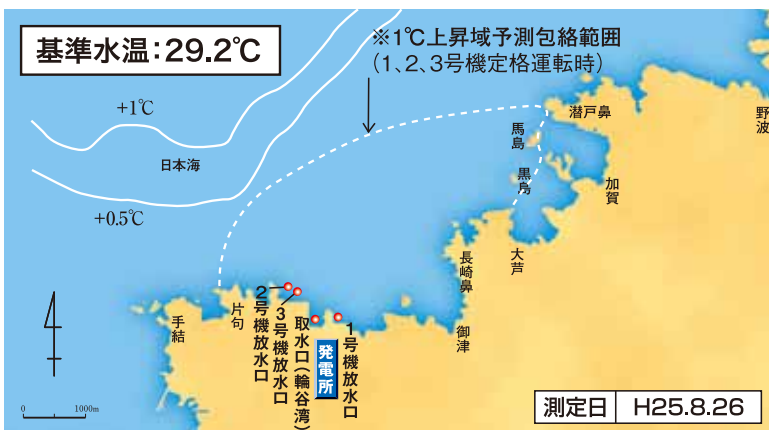 基準水温:29.2℃
※1℃上昇域予測包絡範囲
(1、2、3号機定格運転時)
+1℃
日本海
+0.5℃
潜戸鼻
野波
馬島
黒島
加賀
大芦
長崎鼻
御津
手結
片句
2号機放水口
3号機放水口
取水口(輪谷湾)
発電所
1号機放水口
0 1000m
測定日 H25.8.26